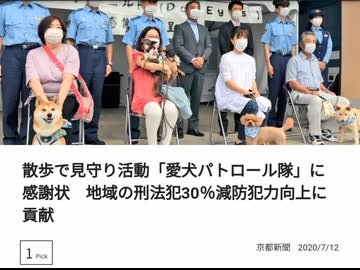 (Dog Eyes)
散歩で見守り活動「愛犬パトロール隊」に
感謝状　地域の刑法犯30％減防犯力向上に
貢献
1 Pick
京都新聞　2020/7/12